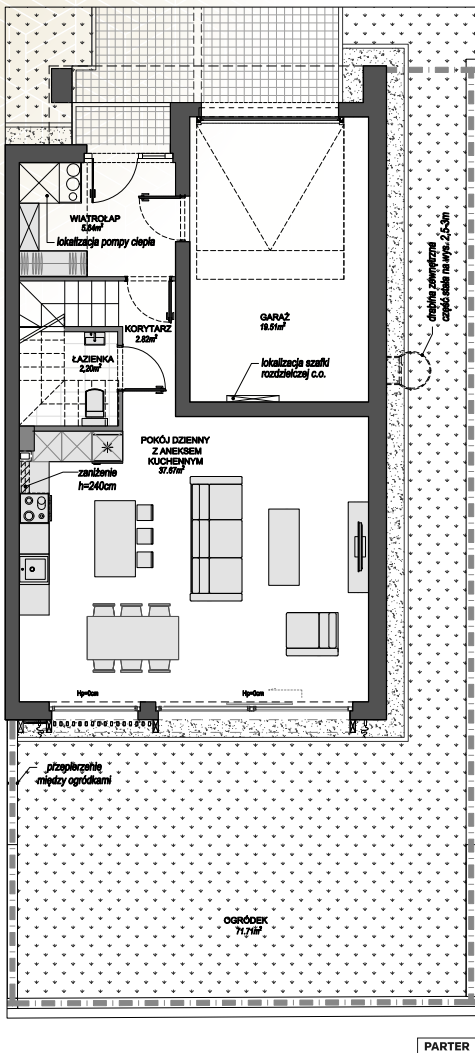 WIATROŁAP
5.64m²
lokalizacja pompy ciepła
drabina zewnętrzna
część stała na wys. 2,5-3m
GARAŻ
19.51m²
KORYTARZ
2.82m²
ŁAZIENKA
2,20m²
lokalizacja szafki
rozdzielczej c.o.
POKÓJ DZIENNY
Z ANEKSEM
KUCHENNYM
37.67m²
zaniżenie
h=240cm
Hp=0cm
Hp=0cm
przepierzenie
między ogródkami
OGRÓDEK
71.71m²
PARTER